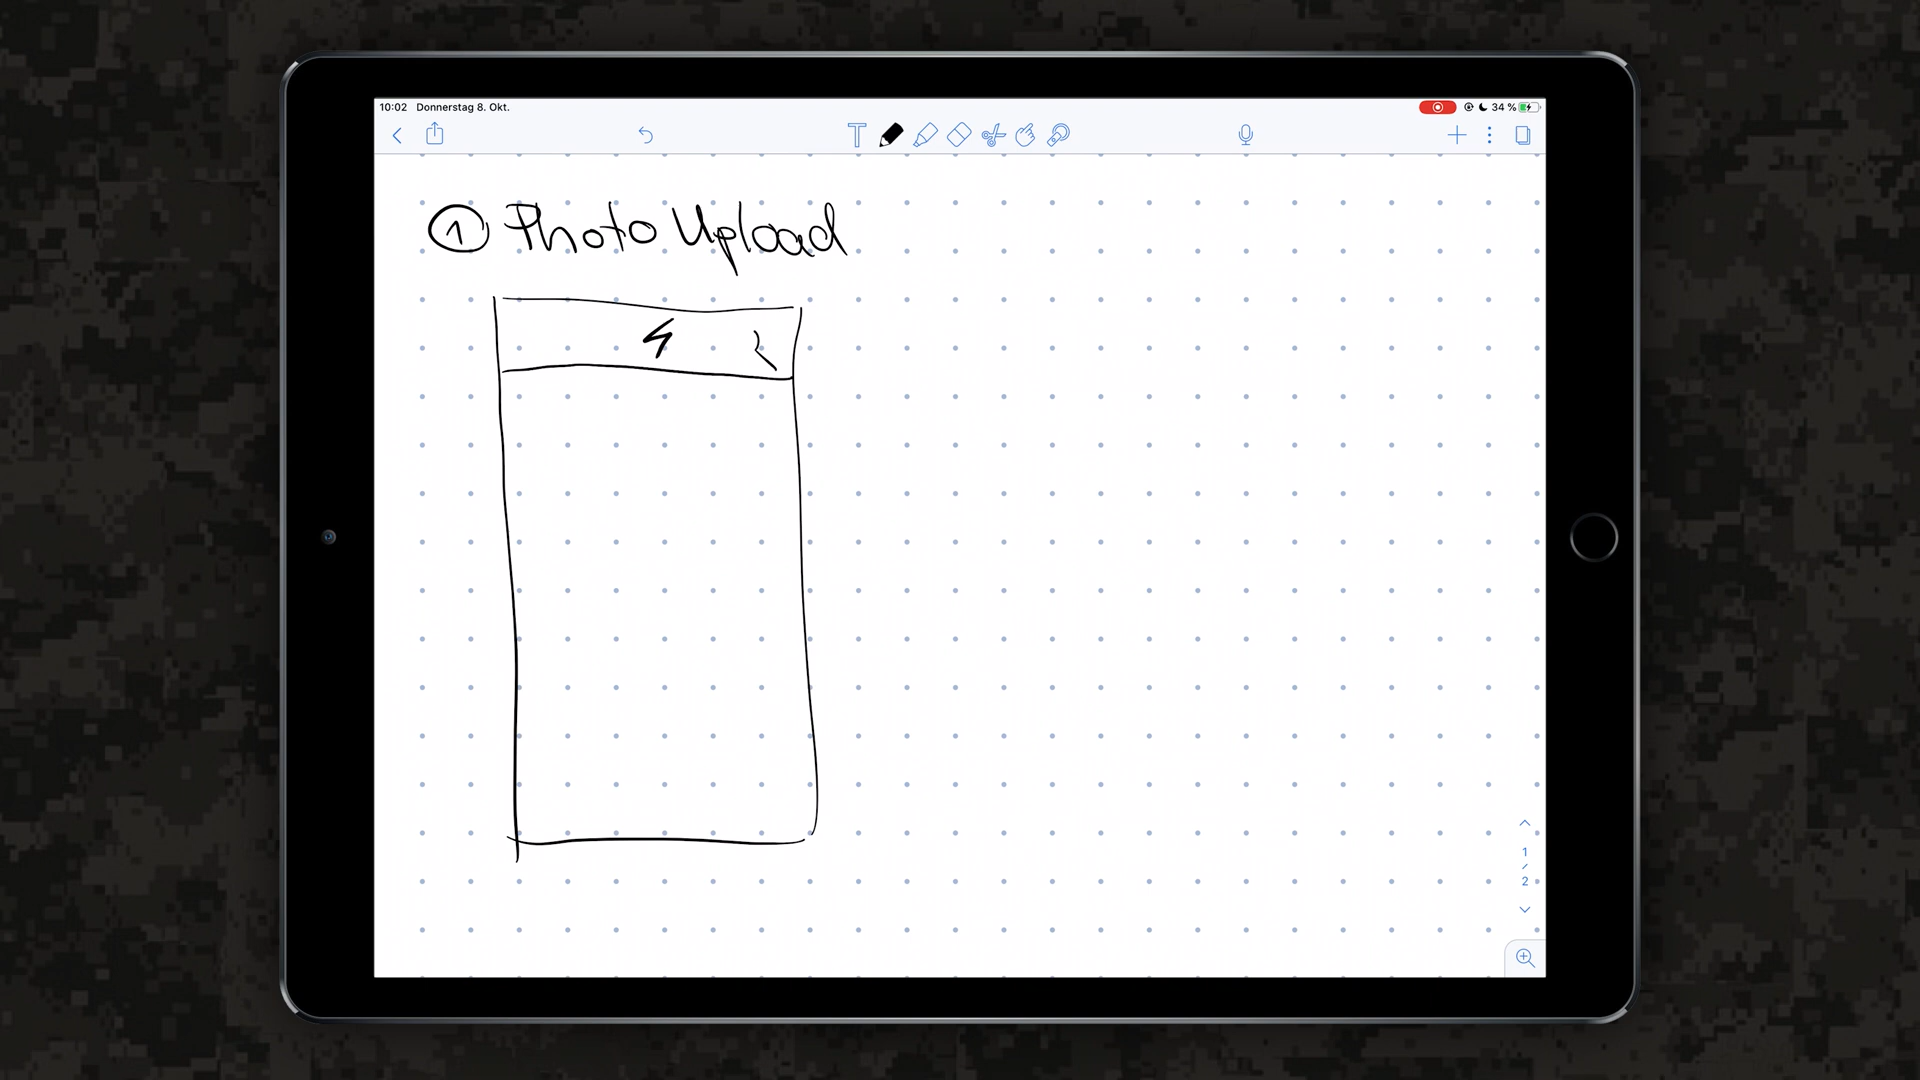 10:02 Donnerstag 8. Okt.
34 %
① Photo Upload
1
/
2